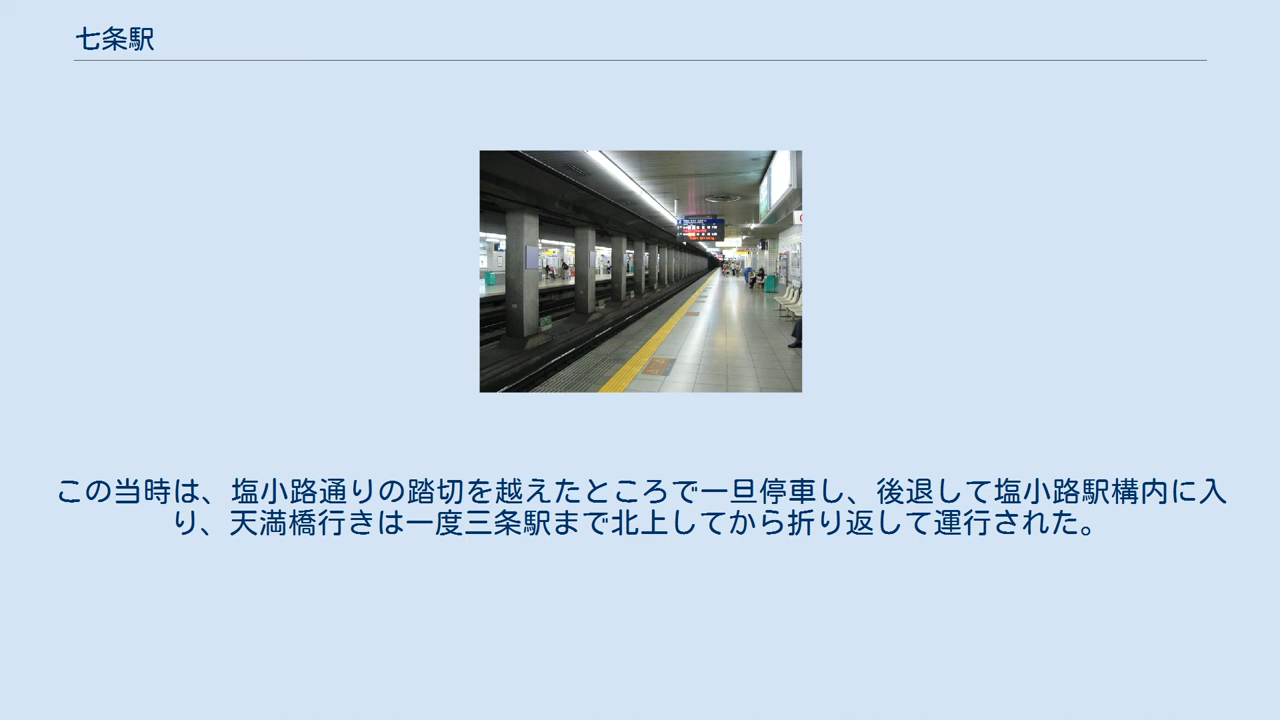 七条駅
この当時は、塩小路通りの踏切を越えたところで一旦停車し、後退して塩小路駅構内に入
り、天満橋行きは一度三条駅まで北上してから折り返して運行された。